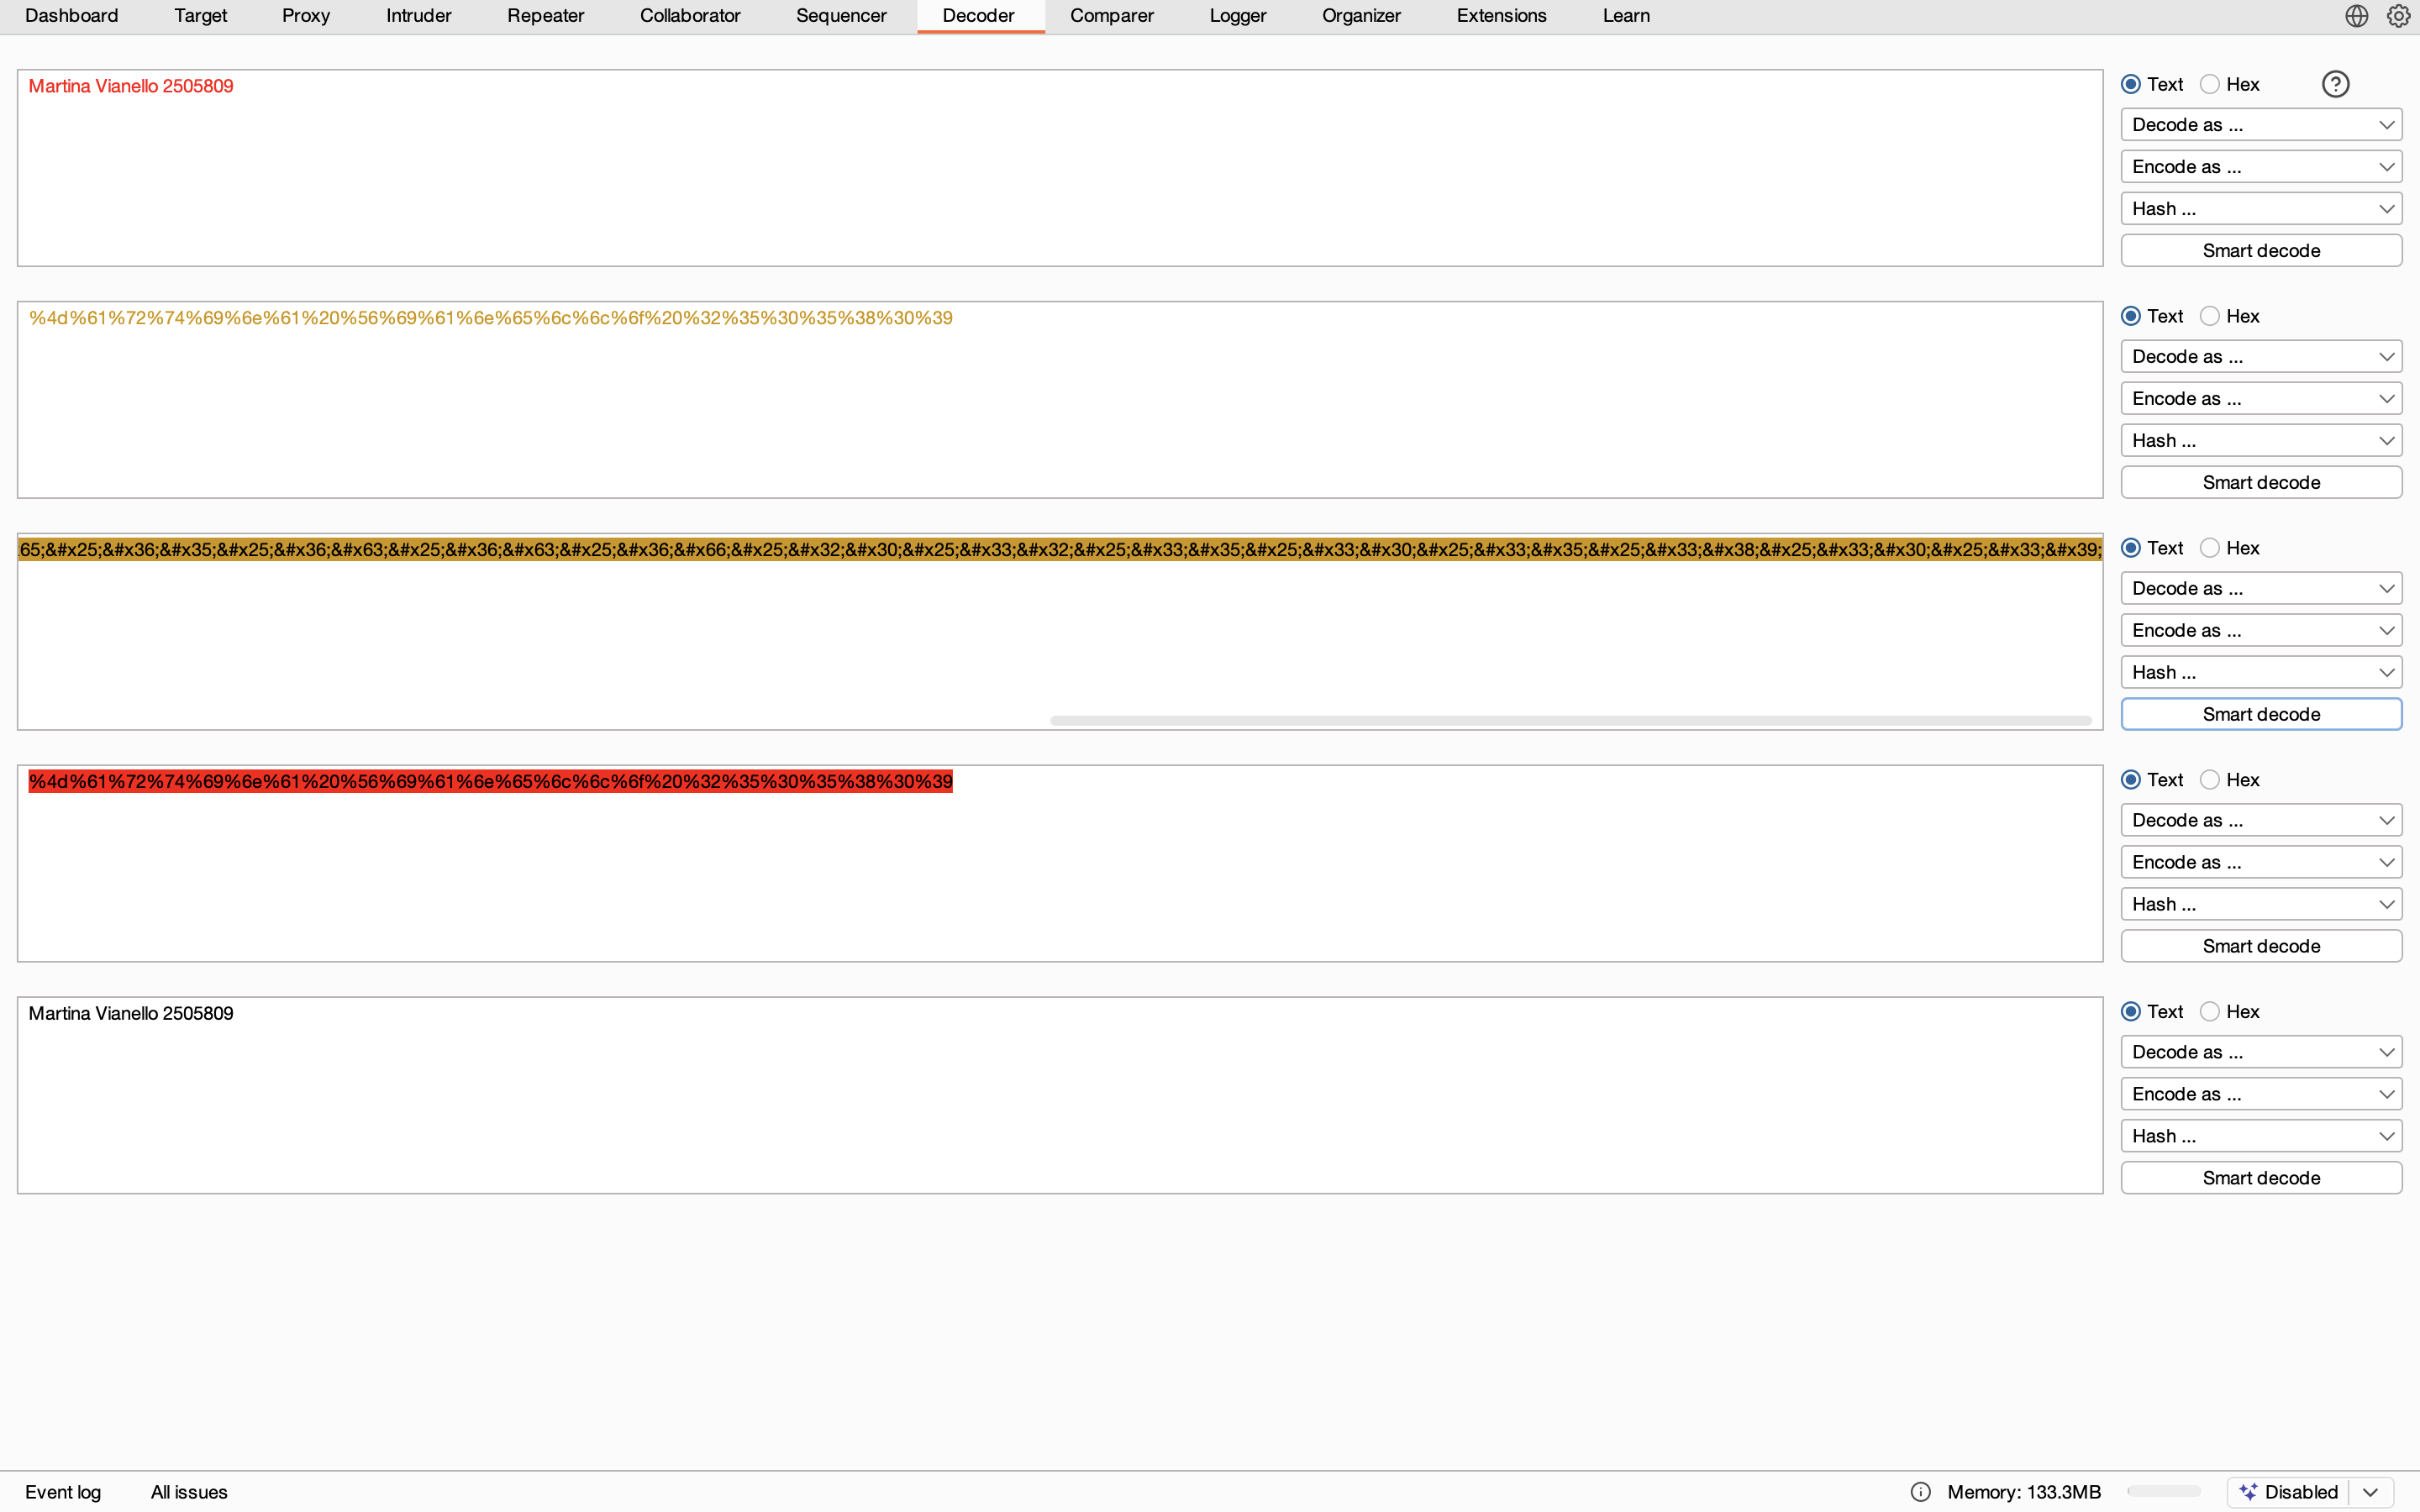 Dashboard Target Proxy Intruder Repeater Collaborator Sequencer Decoder Comparer Logger Organizer Extensions Learn
Martina Vianello 2505809
Text Hex
Decode as ...
Encode as ...
Hash ...
Smart decode
%4d%61%72%74%69%6e%61%20%56%69%61%6e%65%6c%6c%6f%20%32%35%30%35%38%30%39
Text Hex
Decode as ...
Encode as ...
Hash ...
Smart decode
65;&#x25;&#x36;&#x35;&#x25;&#x36;&#x63;&#x25;&#x36;&#x63;&#x25;&#x36;&#x66;&#x25;&#x32;&#x30;&#x25;&#x33;&#x32;&#x25;&#x33;&#x35;&#x25;&#x33;&#x30;&#x25;&#x33;&#x35;&#x25;&#x33;&#x38;&#x25;&#x33;&#x30;&#x25;&#x33;&#x39;
Text Hex
Decode as ...
Encode as ...
Hash ...
Smart decode
%4d%61%72%74%69%6e%61%20%56%69%61%6e%65%6c%6c%6f%20%32%35%30%35%38%30%39
Text Hex
Decode as ...
Encode as ...
Hash ...
Smart decode
Martina Vianello 2505809
Text Hex
Decode as ...
Encode as ...
Hash ...
Smart decode
Event log All issues Memory: 133.3MB Disabled